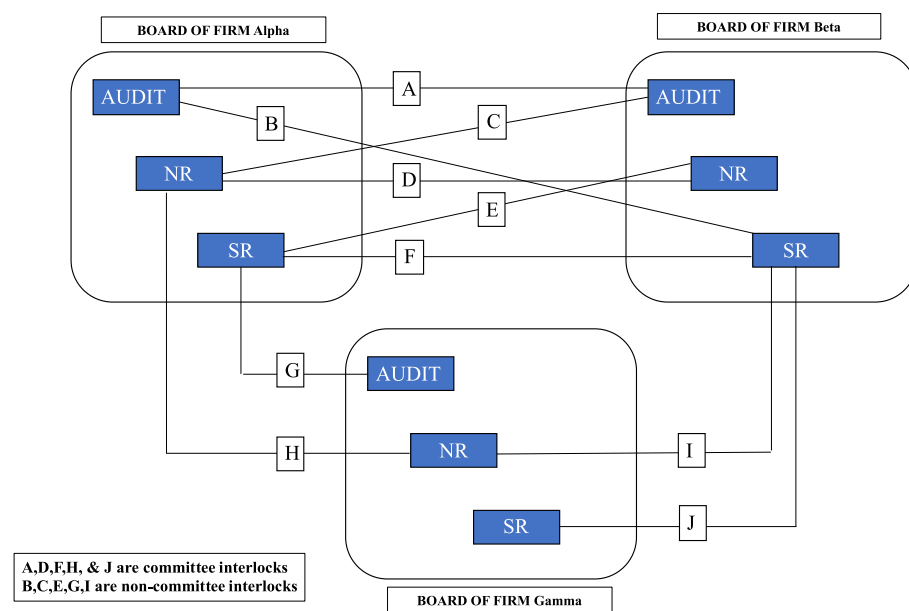 BOARD OF FIRM Alpha
BOARD OF FIRM Beta
AUDIT
A
AUDIT
B
C
NR
D
NR
E
SR
F
SR
G
AUDIT
H
NR
I
SR
J
A,D,F,H, & J are committee interlocks
B,C,E,G,I are non-committee interlocks
BOARD OF FIRM Gamma